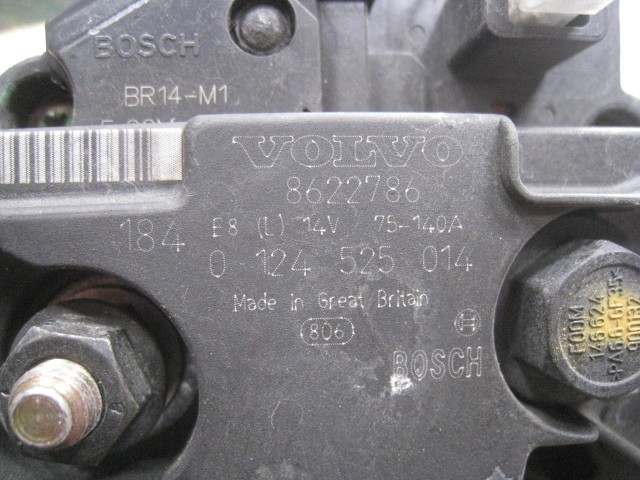 BOSCH
BR14-M1
VOLVO
8622786
184 E8 (L) 14V 75-140A
0 124 525 014
Made in Great Britain
806
BOSCH